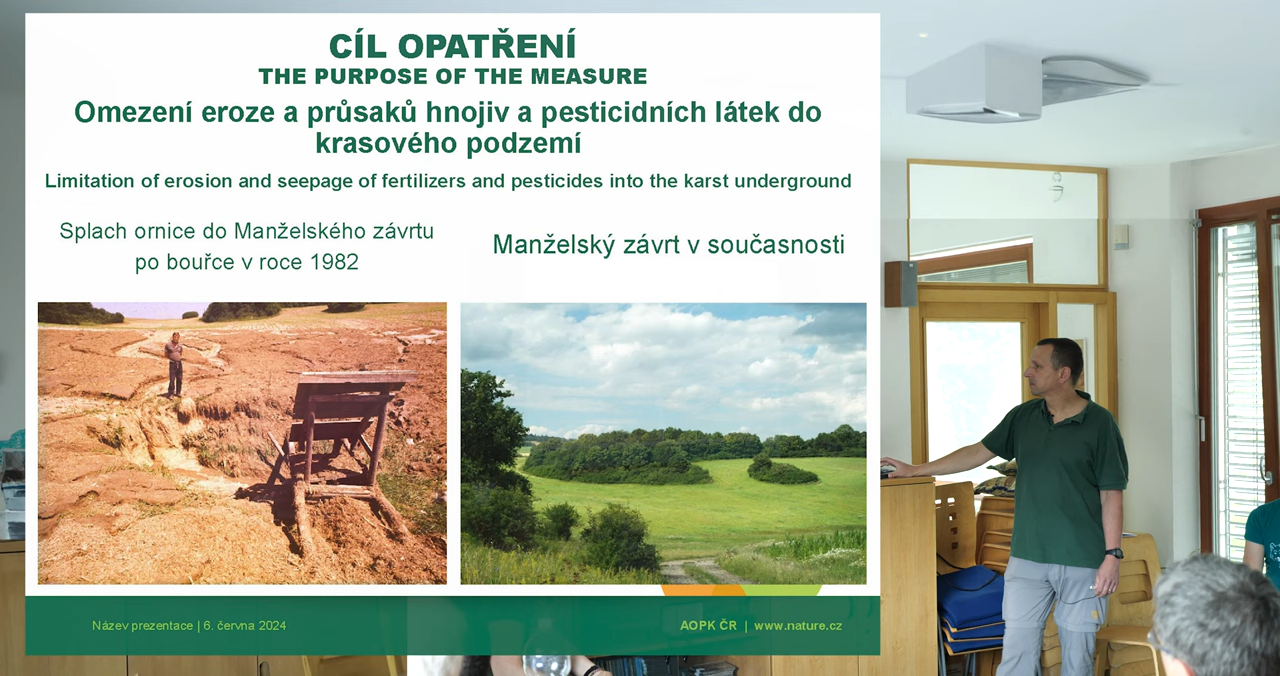 CÍL OPATŘENÍ
THE PURPOSE OF THE MEASURE
Omezení eroze a průsaků hnojiv a pesticidních látek do
krasového podzemí
Limitation of erosion and seepage of fertilizers and pesticides into the karst underground
Splach ornice do Manželského závrtu
po bouřce v roce 1982
Manželský závrt v současnosti
Název prezentace | 6. června 2024
AOPK ČR | www.nature.cz